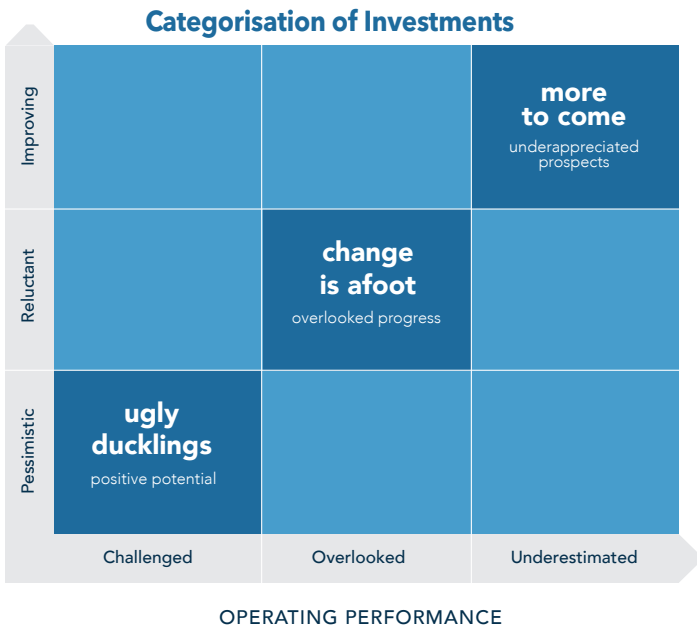 Categorisation of Investments
Improving
more
to come
underappreciated
prospects
Reluctant
change
is afoot
overlooked progress
Pessimistic
ugly
ducklings
positive potential
Challenged
Overlooked
Underestimated
OPERATING PERFORMANCE